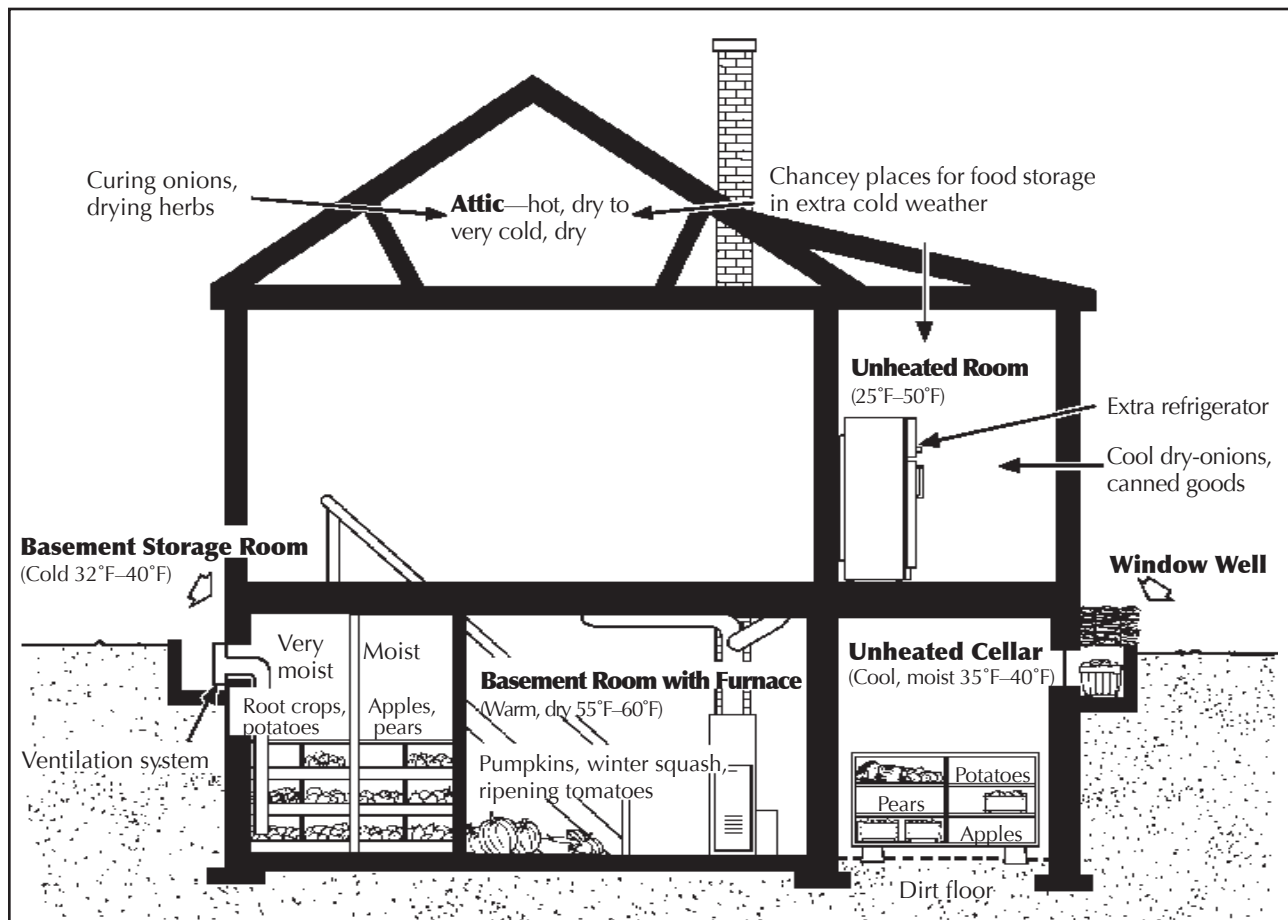 Curing onions,
drying herbs
Attic—hot, dry to
very cold, dry
Chancey places for food storage
in extra cold weather
Unheated Room
(25˚F–50˚F)
Extra refrigerator
Cool dry-onions,
canned goods
Basement Storage Room
(Cold 32˚F–40˚F)
Window Well
Very
moist
Moist
Root crops,
potatoes
Apples,
pears
Ventilation system
Basement Room with Furnace
(Warm, dry 55˚F–60˚F)
Pumpkins, winter squash,
ripening tomatoes
Unheated Cellar
(Cool, moist 35˚F–40˚F)
Potatoes
Pears
Apples
Dirt floor